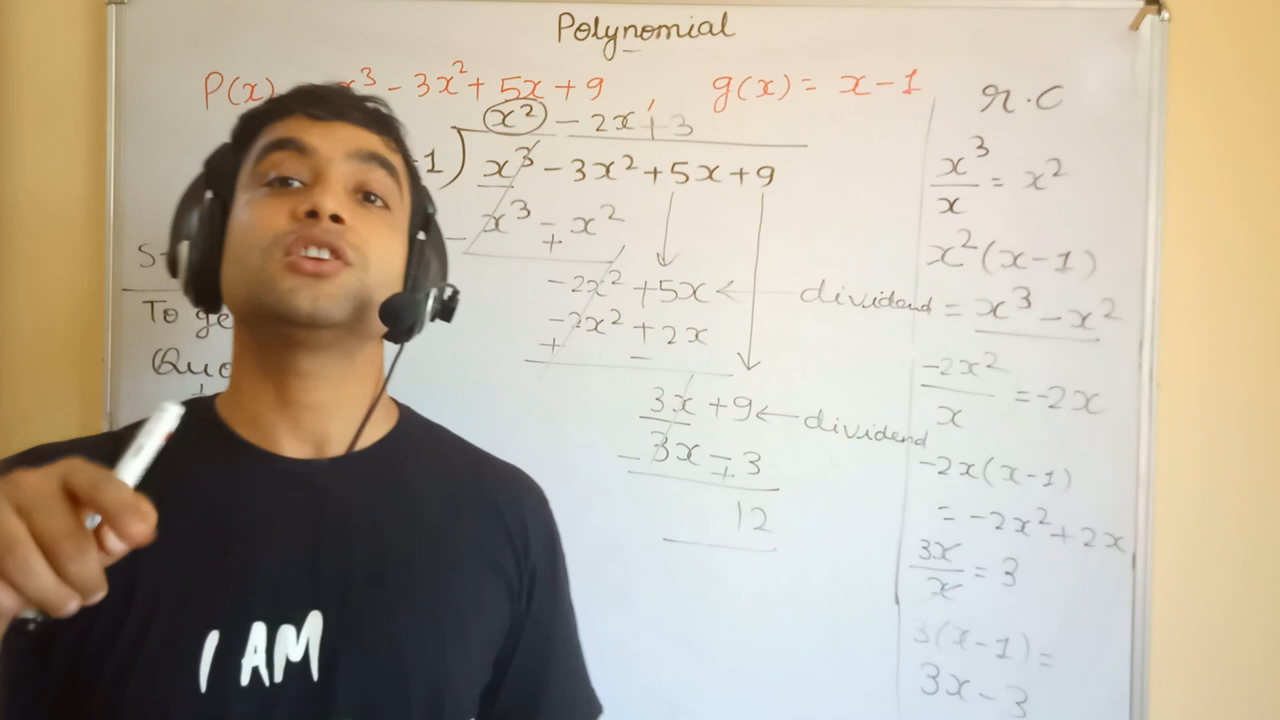 Polynomial
P(x) x³ - 3x² + 5x + 9 g(x) = x - 1
x² - 2x + 3
-1) x³ - 3x² + 5x + 9
x³ - x²
+
-2x² + 5x ← dividend
-2x² + 2x
+ -
3x + 9 ← dividend
- 3x - 3
+
12
S-
To ge
Quo
r.c
x³/x = x²
x²(x-1)
= x³ - x²
-2x²/x = -2x
-2x(x-1)
= -2x² + 2x
3x/x = 3
3(x-1) =
3x - 3
I AM